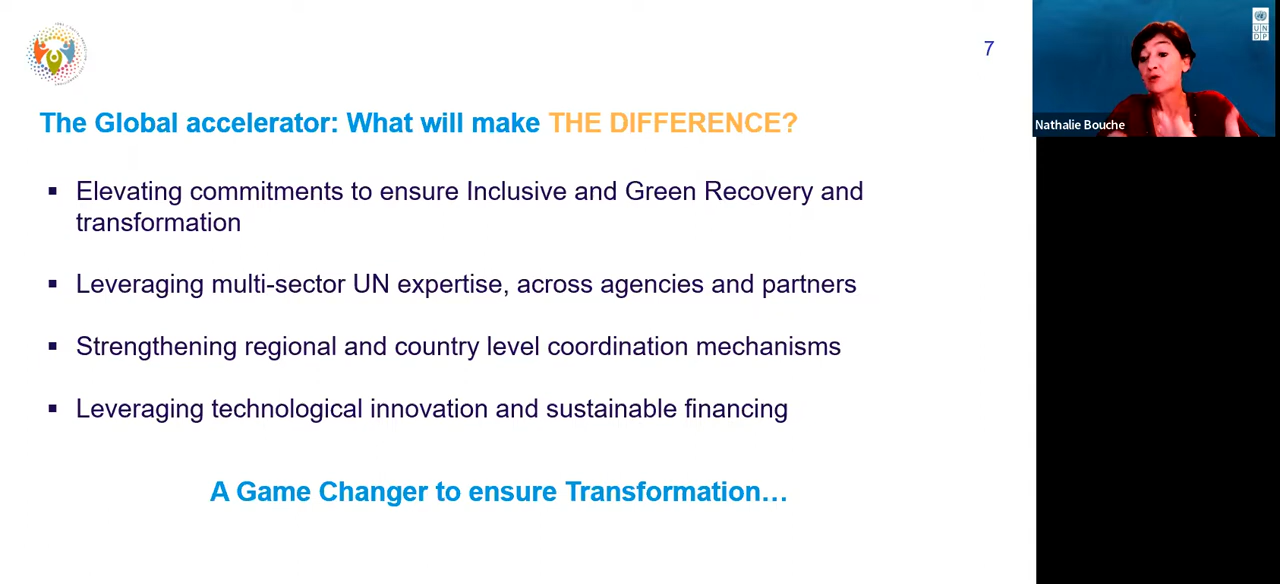 7
The Global accelerator: What will make THE DIFFERENCE?
▪ Elevating commitments to ensure Inclusive and Green Recovery and
transformation
▪ Leveraging multi-sector UN expertise, across agencies and partners
▪ Strengthening regional and country level coordination mechanisms
▪ Leveraging technological innovation and sustainable financing
A Game Changer to ensure Transformation…
U N
D P
Nathalie Bouche